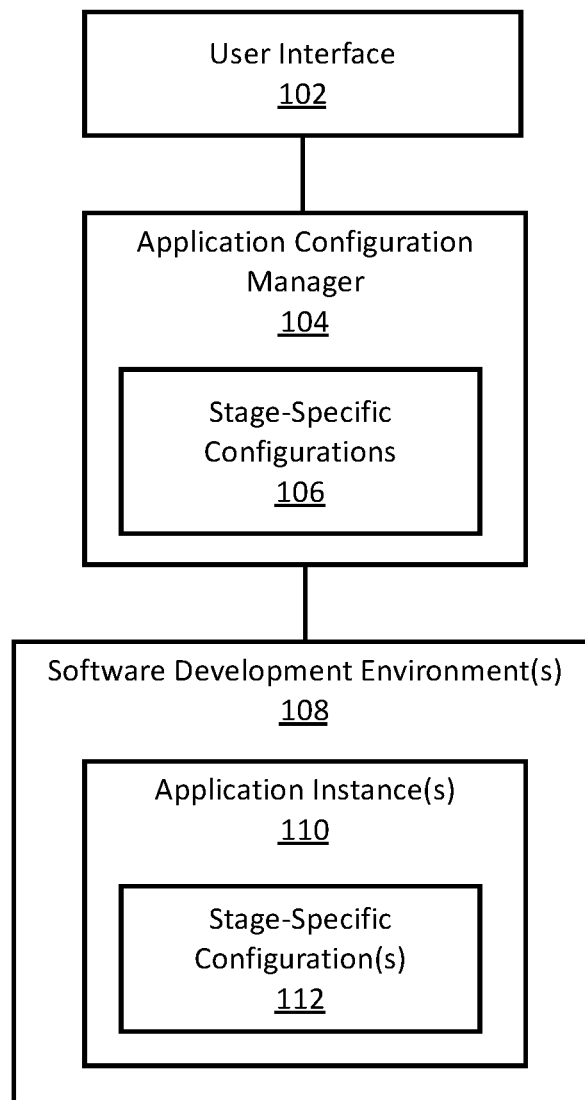 User Interface
102
Application Configuration
Manager
104
Stage-Specific
Configurations
106
Software Development Environment(s)
108
Application Instance(s)
110
Stage-Specific
Configuration(s)
112